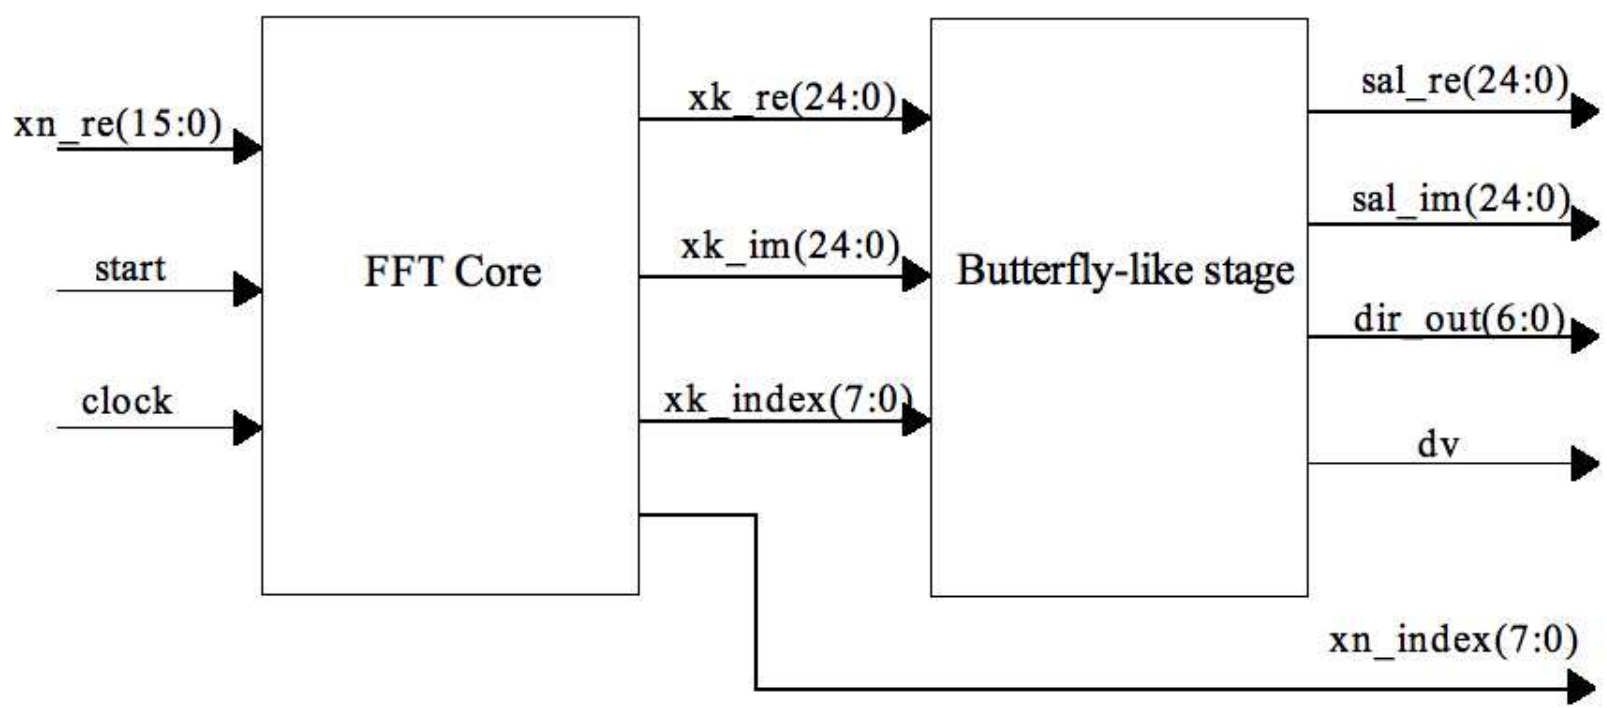 xn_re(15:0)
start
clock
FFT Core
xk_re(24:0)
xk_im(24:0)
xk_index(7:0)
Butterfly-like stage
sal_re(24:0)
sal_im(24:0)
dir_out(6:0)
dv
xn_index(7:0)